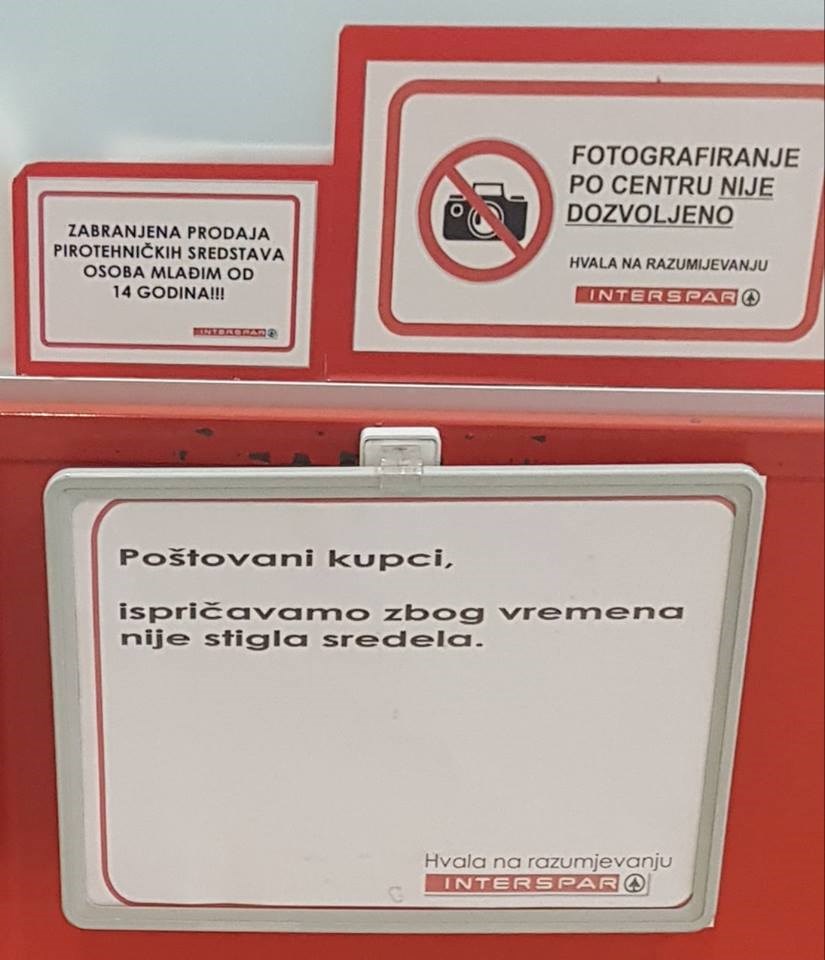 ZABRANJENA PRODAJA
PIROTEHNIČKIH SREDSTAVA
OSOBA MLAĐIM OD
14 GODINA!!!
INTERSPAR
FOTOGRAFIRANJE
PO CENTRU NIJE
DOZVOLJENO
HVALA NA RAZUMIJEVANJU
INTERSPAR
Poštovani kupci,
ispričavamo zbog vremena
nije stigla sredela.
Hvala na razumjevanju
INTERSPAR